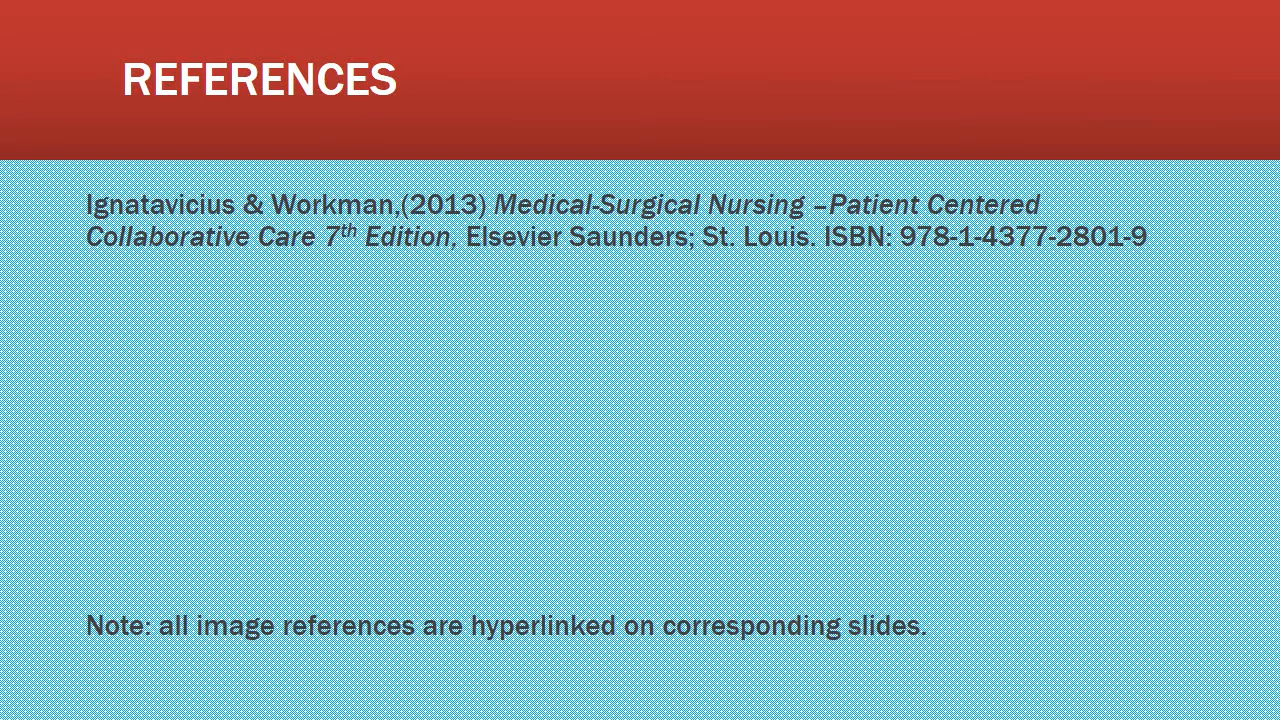 REFERENCES
Ignatavicius & Workman,(2013) Medical-Surgical Nursing –Patient Centered
Collaborative Care 7th Edition, Elsevier Saunders; St. Louis. ISBN: 978-1-4377-2801-9
Note: all image references are hyperlinked on corresponding slides.